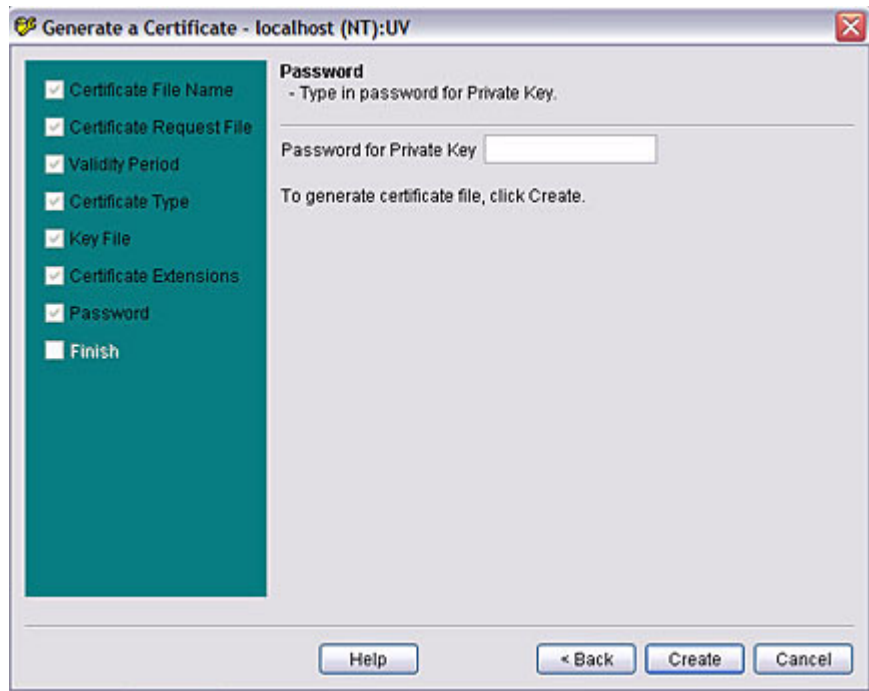 Generate a Certificate - localhost (NT):UV
Certificate File Name
Certificate Request File
Validity Period
Certificate Type
Key File
Certificate Extensions
Password
Finish
Password
- Type in password for Private Key.
Password for Private Key
To generate certificate file, click Create.
Help
< Back
Create
Cancel